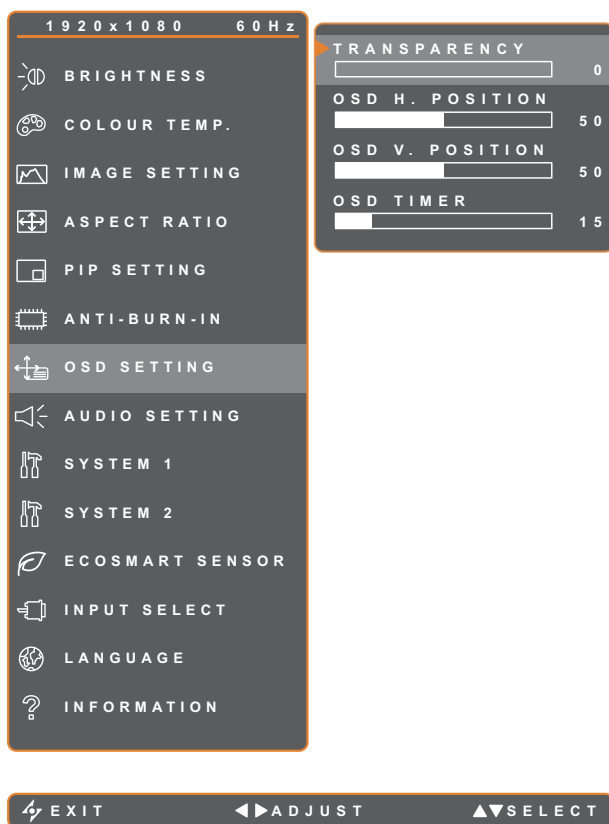 1920x1080 60Hz
BRIGHTNESS
COLOUR TEMP.
IMAGE SETTING
ASPECT RATIO
PIP SETTING
ANTI-BURN-IN
OSD SETTING
AUDIO SETTING
SYSTEM 1
SYSTEM 2
ECOSMART SENSOR
INPUT SELECT
LANGUAGE
INFORMATION
TRANSPARENCY
0
OSD H. POSITION
50
OSD V. POSITION
50
OSD TIMER
15
EXIT ADJUST SELECT